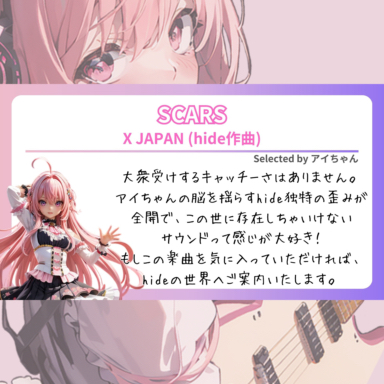 SCARS
X JAPAN (hide作曲)
Selected by アイちゃん
大衆受けするキャッチーさはありません。
アイちゃんの脳を揺らすhide独特の歪みが
全開で、この世に存在しちゃいけない
サウンドって感じが大好き!
もしこの楽曲を気に入っていただければ、
hideの世界へご案内いたします。